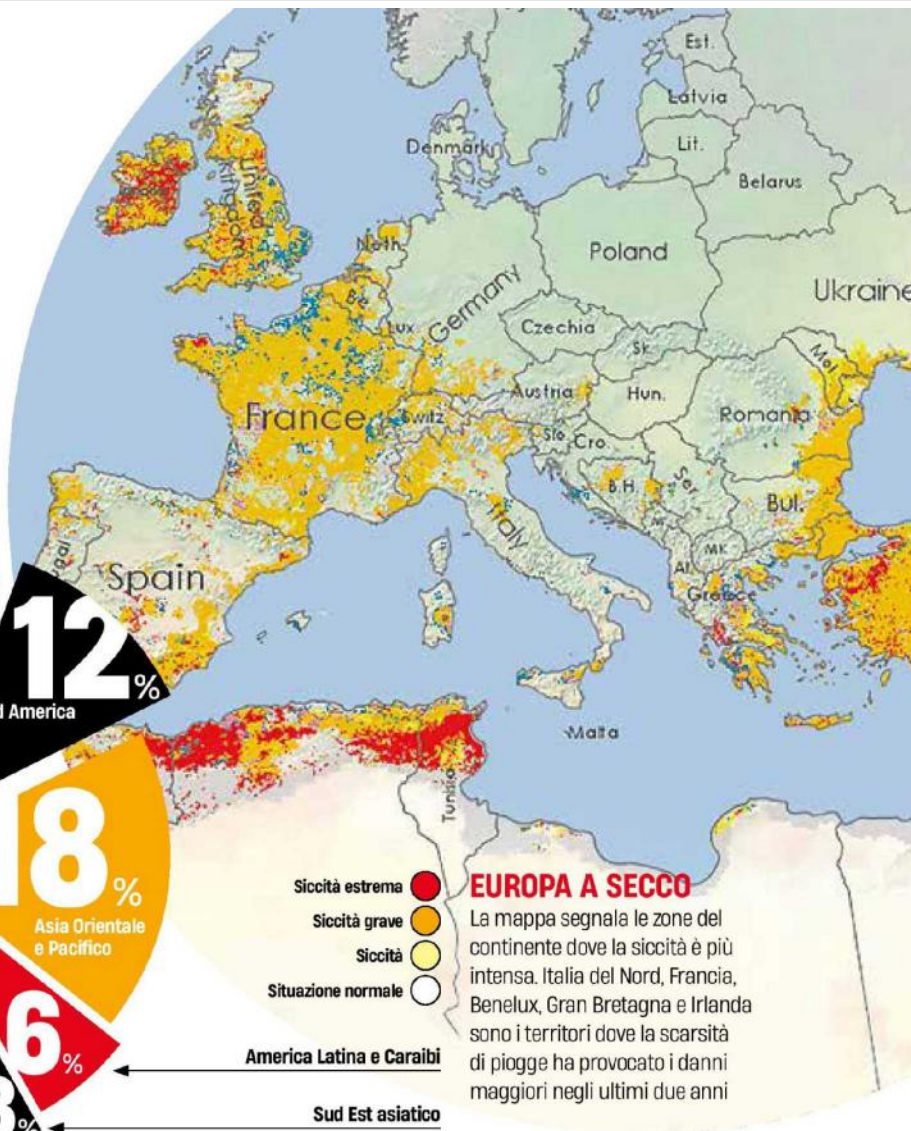 Est.
Latvia
Lit.
Denmark
Belarus
United
Kingdom
Neth.
Poland
Be.
Germany
Ukraine
Lux
Czechia
Sk.
Mol.
Austria
Hun.
France
Switz
Romania
Slo.
Cro.
B.H.
Ser.
Italy
Bul.
MK
Al.
Spain
Greece
12%
d America
Malta
Tunisia
8%
Asia Orientale
e Pacifico
Siccità estrema
Siccità grave
Siccità
Situazione normale
EUROPA A SECCO
La mappa segnala le zone del
continente dove la siccità è più
intensa. Italia del Nord, Francia,
Benelux, Gran Bretagna e Irlanda
sono i territori dove la scarsità
di piogge ha provocato i danni
maggiori negli ultimi due anni
6%
America Latina e Caraibi
%
Sud Est asiatico